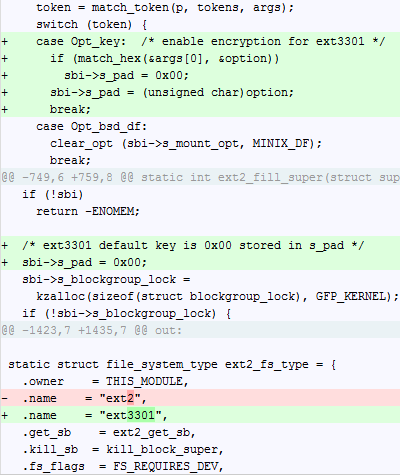 token = match_token(p, tokens, args);
    switch (token) {
+   case Opt_key:  /* enable encryption for ext3301 */
+     if (match_hex(&args[0], &option))
+       sbi->s_pad = 0x00;
+     sbi->s_pad = (unsigned char)option;
+     break;
    case Opt_bsd_df:
      clear_opt (sbi->s_mount_opt, MINIX_DF);
      break;
@@ -749,6 +759,8 @@ static int ext2_fill_super(struct sup
  if (!sbi)
    return -ENOMEM;

+ /* ext3301 default key is 0x00 stored in s_pad */
+ sbi->s_pad = 0x00;
  sbi->s_blockgroup_lock =
    kzalloc(sizeof(struct blockgroup_lock), GFP_KERNEL);
  if (!sbi->s_blockgroup_lock) {
@@ -1423,7 +1435,7 @@ out:

static struct file_system_type ext2_fs_type = {
  .owner    = THIS_MODULE,
- .name    = "ext2",
+ .name    = "ext3301",
  .get_sb    = ext2_get_sb,
  .kill_sb  = kill_block_super,
  .fs_flags  = FS_REQUIRES_DEV,